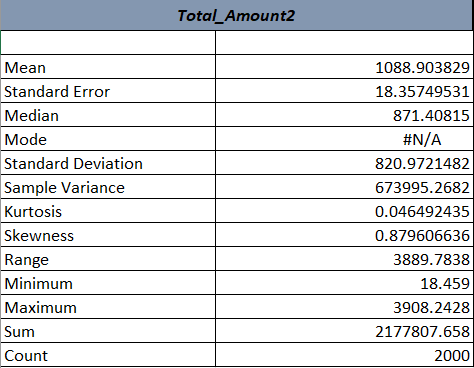 Total_Amount2
Mean 1088.903829
Standard Error 18.35749531
Median 871.40815
Mode #N/A
Standard Deviation 820.9721482
Sample Variance 673995.2682
Kurtosis 0.046492435
Skewness 0.879606636
Range 3889.7838
Minimum 18.459
Maximum 3908.2428
Sum 2177807.658
Count 2000